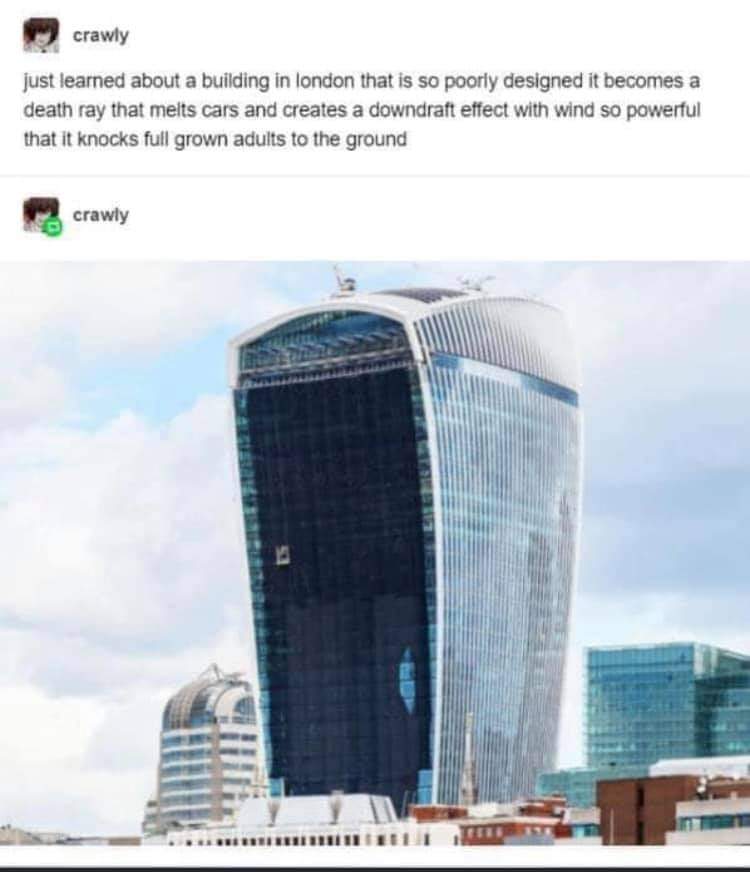 crawly
just learned about a building in london that is so poorly designed it becomes a
death ray that melts cars and creates a downdraft effect with wind so powerful
that it knocks full grown adults to the ground
crawly